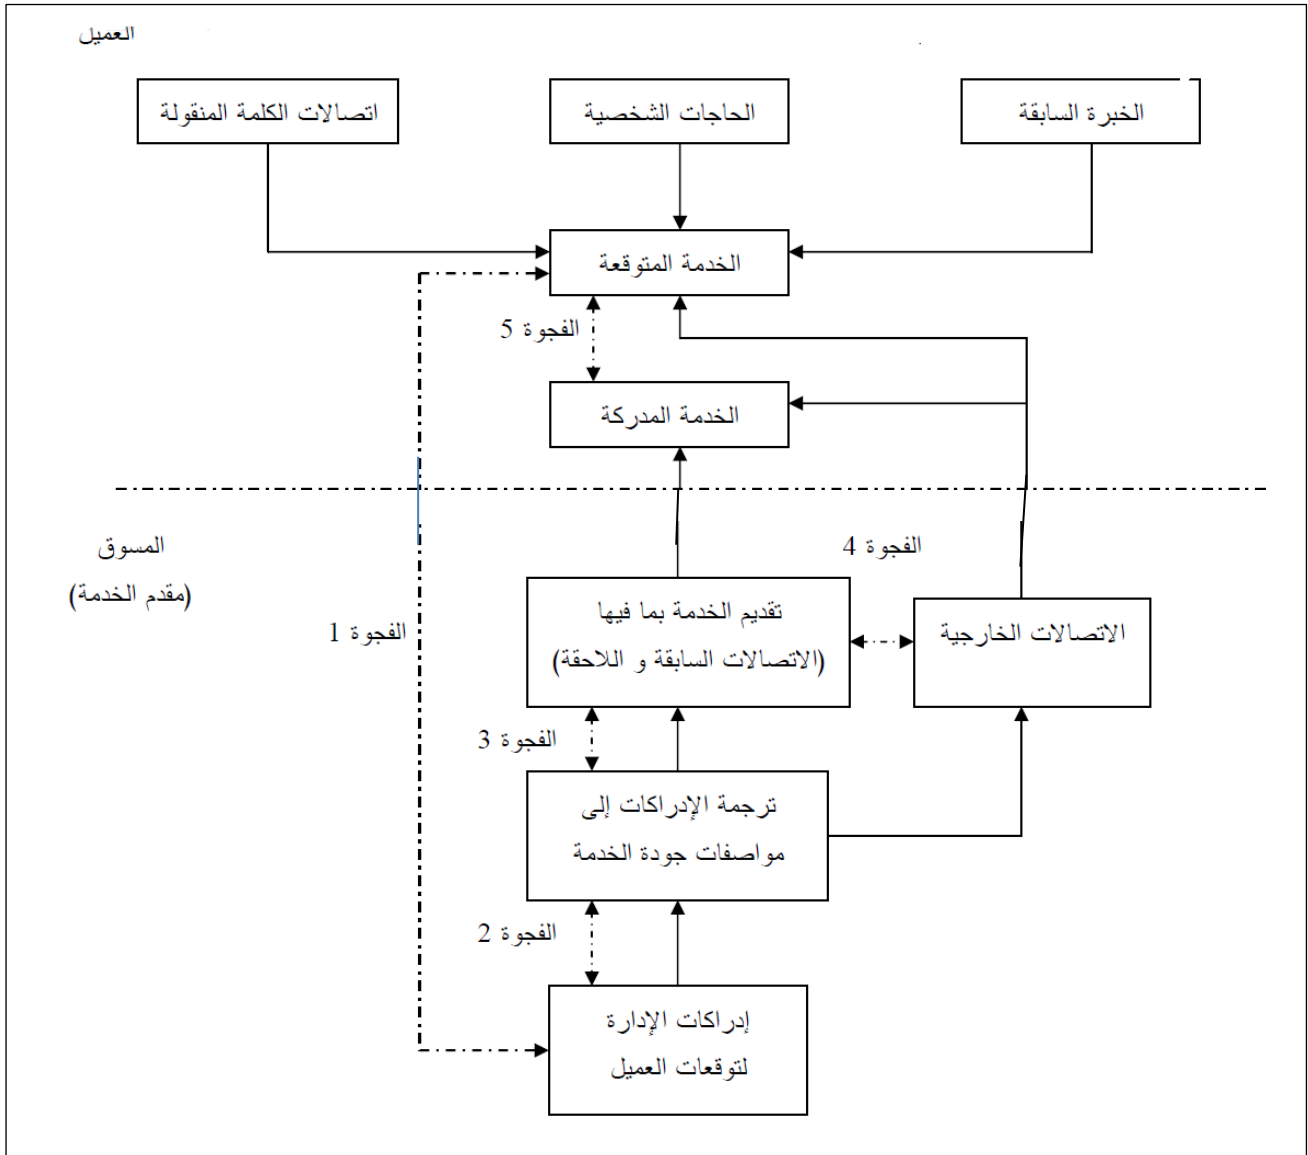 العميل
الخبرة السابقة
الحاجات الشخصية
اتصالات الكلمة المنقولة
الخدمة المتوقعة
الفجوة 5
الخدمة المدركة
المسوق
(مقدم الخدمة)
الفجوة 4
الفجوة 1
تقديم الخدمة بما فيها
(الاتصالات السابقة و اللاحقة)
الاتصالات الخارجية
الفجوة 3
ترجمة الإدراكات إلى
مواصفات جودة الخدمة
الفجوة 2
إدراكات الإدارة
لتوقعات العميل